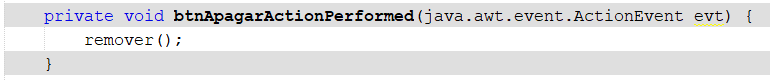 private void btnApagarActionPerformed(java.awt.event.ActionEvent evt) {
    remover();
}